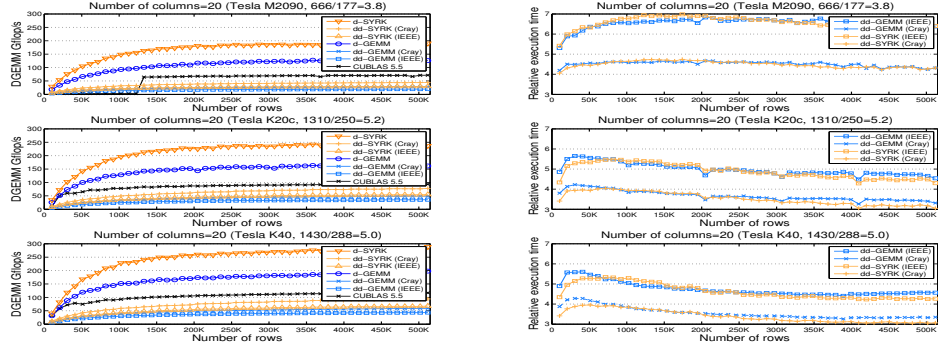 Number of columns=20 (Tesla M2090, 666/177=3.8)
DGEMM Gflop/s
300
250
200
150
100
50
0
d-SYRK
dd-SYRK (Cray)
dd-SYRK (IEEE)
d-GEMM
dd-GEMM (Cray)
dd-GEMM (IEEE)
CUBLAS 5.5
50K 100K 150K 200K 250K 300K 350K 400K 450K 500K
Number of rows
Number of columns=20 (Tesla M2090, 666/177=3.8)
Relative execution time
7
6
5
4
3
dd-GEMM (IEEE)
dd-SYRK (IEEE)
dd-GEMM (Cray)
dd-SYRK (Cray)
50K 100K 150K 200K 250K 300K 350K 400K 450K 500K
Number of rows
Number of columns=20 (Tesla K20c, 1310/250=5.2)
DGEMM Gflop/s
300
250
200
150
100
50
0
d-SYRK
dd-SYRK (Cray)
dd-SYRK (IEEE)
d-GEMM
dd-GEMM (Cray)
dd-GEMM (IEEE)
CUBLAS 5.5
50K 100K 150K 200K 250K 300K 350K 400K 450K 500K
Number of rows
Number of columns=20 (Tesla K20c, 1310/250=5.2)
Relative execution time
7
6
5
4
3
dd-GEMM (IEEE)
dd-SYRK (IEEE)
dd-GEMM (Cray)
dd-SYRK (Cray)
50K 100K 150K 200K 250K 300K 350K 400K 450K 500K
Number of rows
Number of columns=20 (Tesla K40, 1430/288=5.0)
DGEMM Gflop/s
300
250
200
150
100
50
0
d-SYRK
dd-SYRK (Cray)
dd-SYRK (IEEE)
d-GEMM
dd-GEMM (Cray)
dd-GEMM (IEEE)
CUBLAS 5.5
50K 100K 150K 200K 250K 300K 350K 400K 450K 500K
Number of rows
Number of columns=20 (Tesla K40, 1430/288=5.0)
Relative execution time
7
6
5
4
3
dd-GEMM (IEEE)
dd-SYRK (IEEE)
dd-GEMM (Cray)
dd-SYRK (Cray)
50K 100K 150K 200K 250K 300K 350K 400K 450K 500K
Number of rows